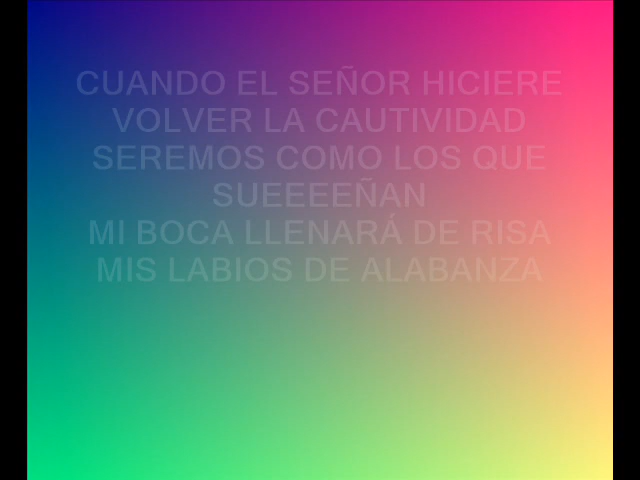 CUANDO EL SEÑOR HICIERE
VOLVER LA CAUTIVIDAD
SEREMOS COMO LOS QUE
SUEEEEÑAN
MI BOCA LLENARÁ DE RISA
MIS LABIOS DE ALABANZA